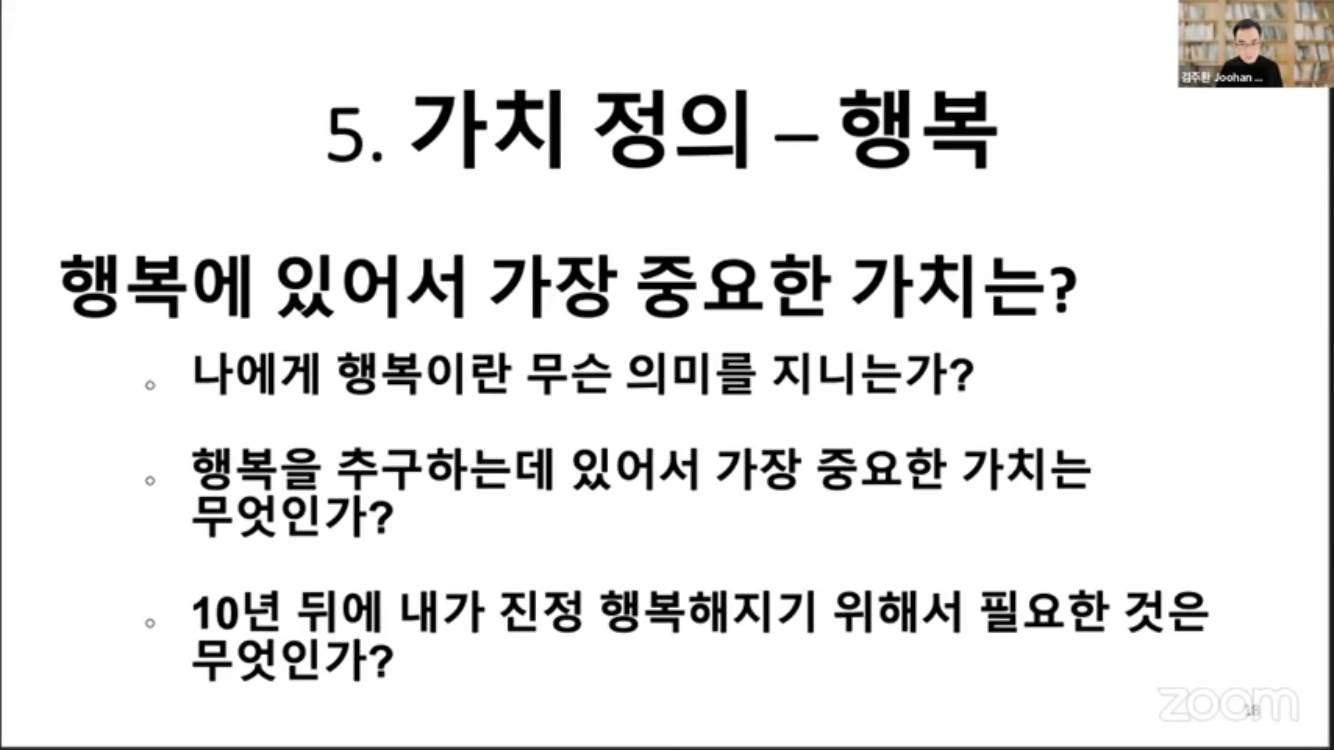 김주환 Joohan ...
5. 가치 정의 – 행복
행복에 있어서 가장 중요한 가치는?
나에게 행복이란 무슨 의미를 지니는가?
행복을 추구하는데 있어서 가장 중요한 가치는
무엇인가?
10년 뒤에 내가 진정 행복해지기 위해서 필요한 것은
무엇인가?
zoom
18